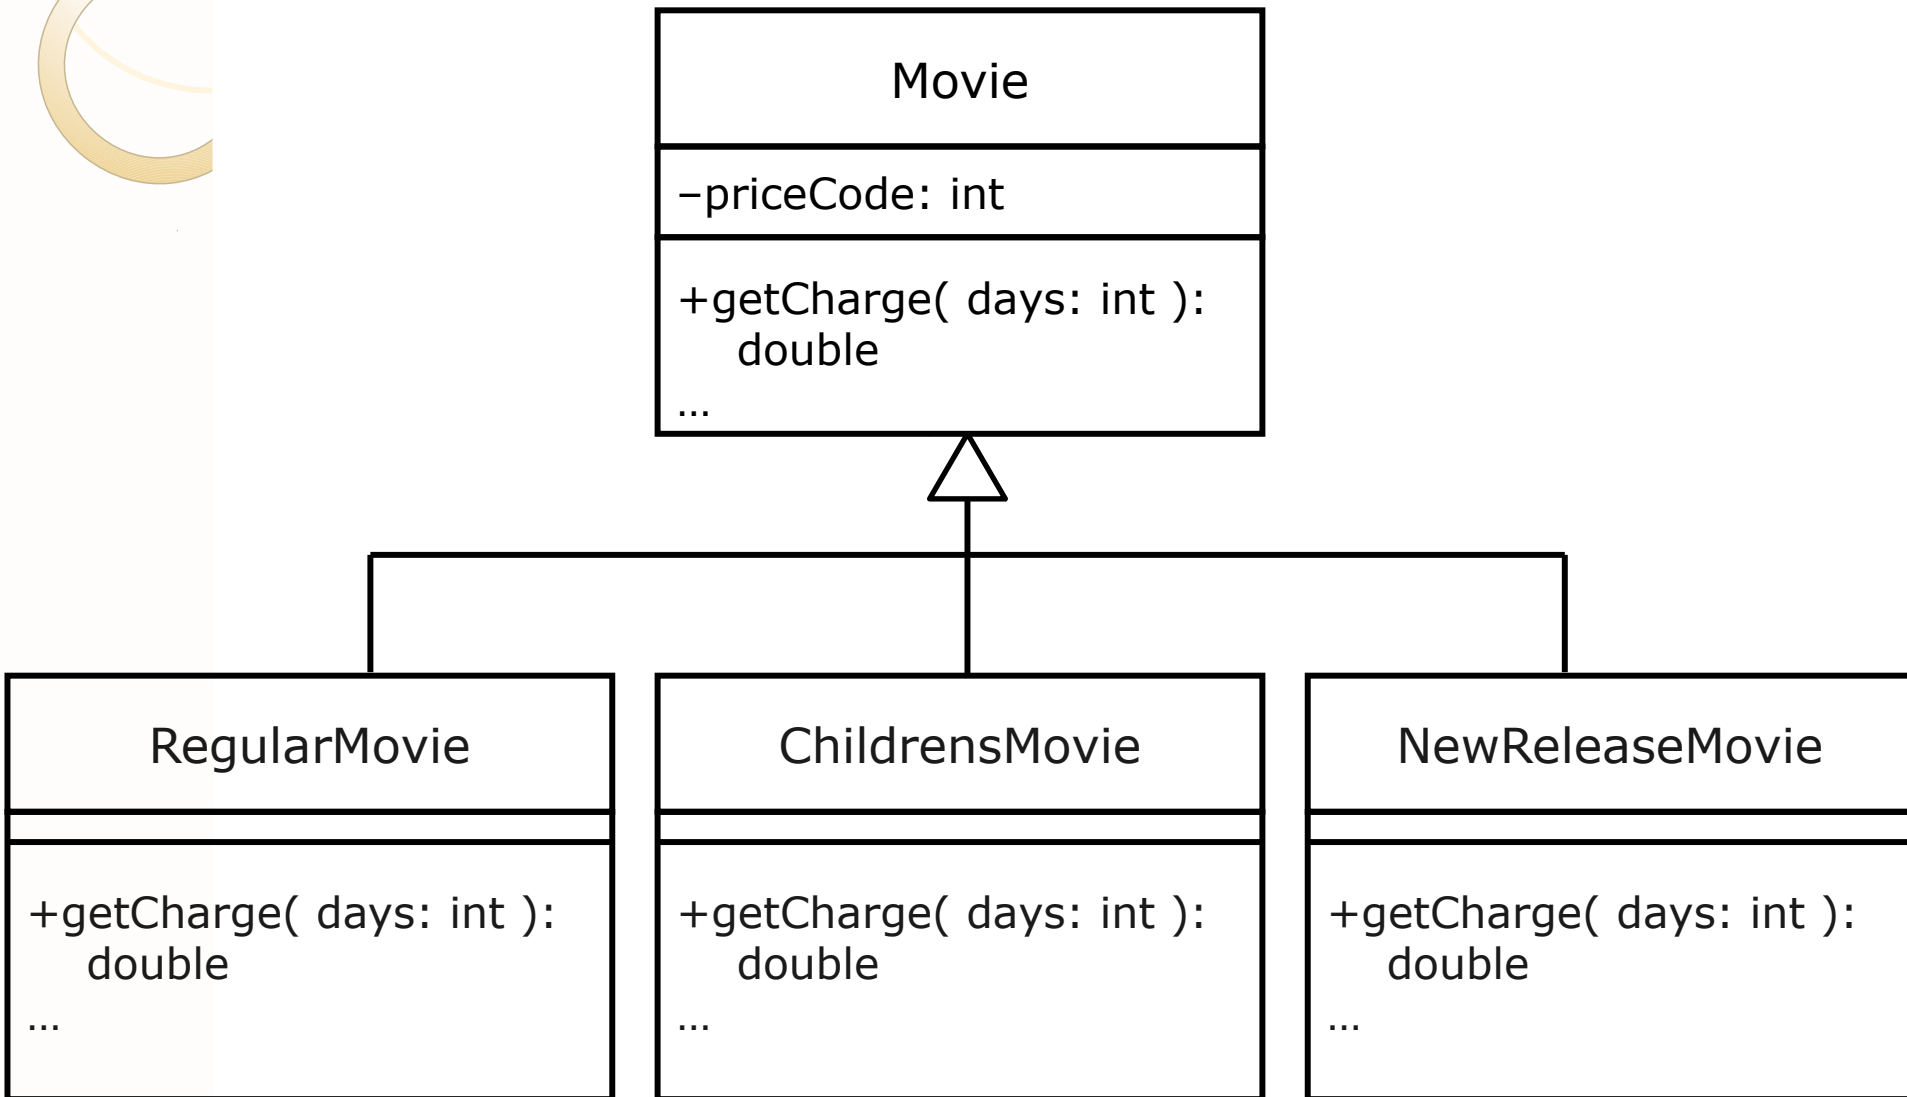 Movie
–priceCode: int
+getCharge( days: int ):
double
…
RegularMovie
+getCharge( days: int ):
double
…
ChildrensMovie
+getCharge( days: int ):
double
…
NewReleaseMovie
+getCharge( days: int ):
double
…